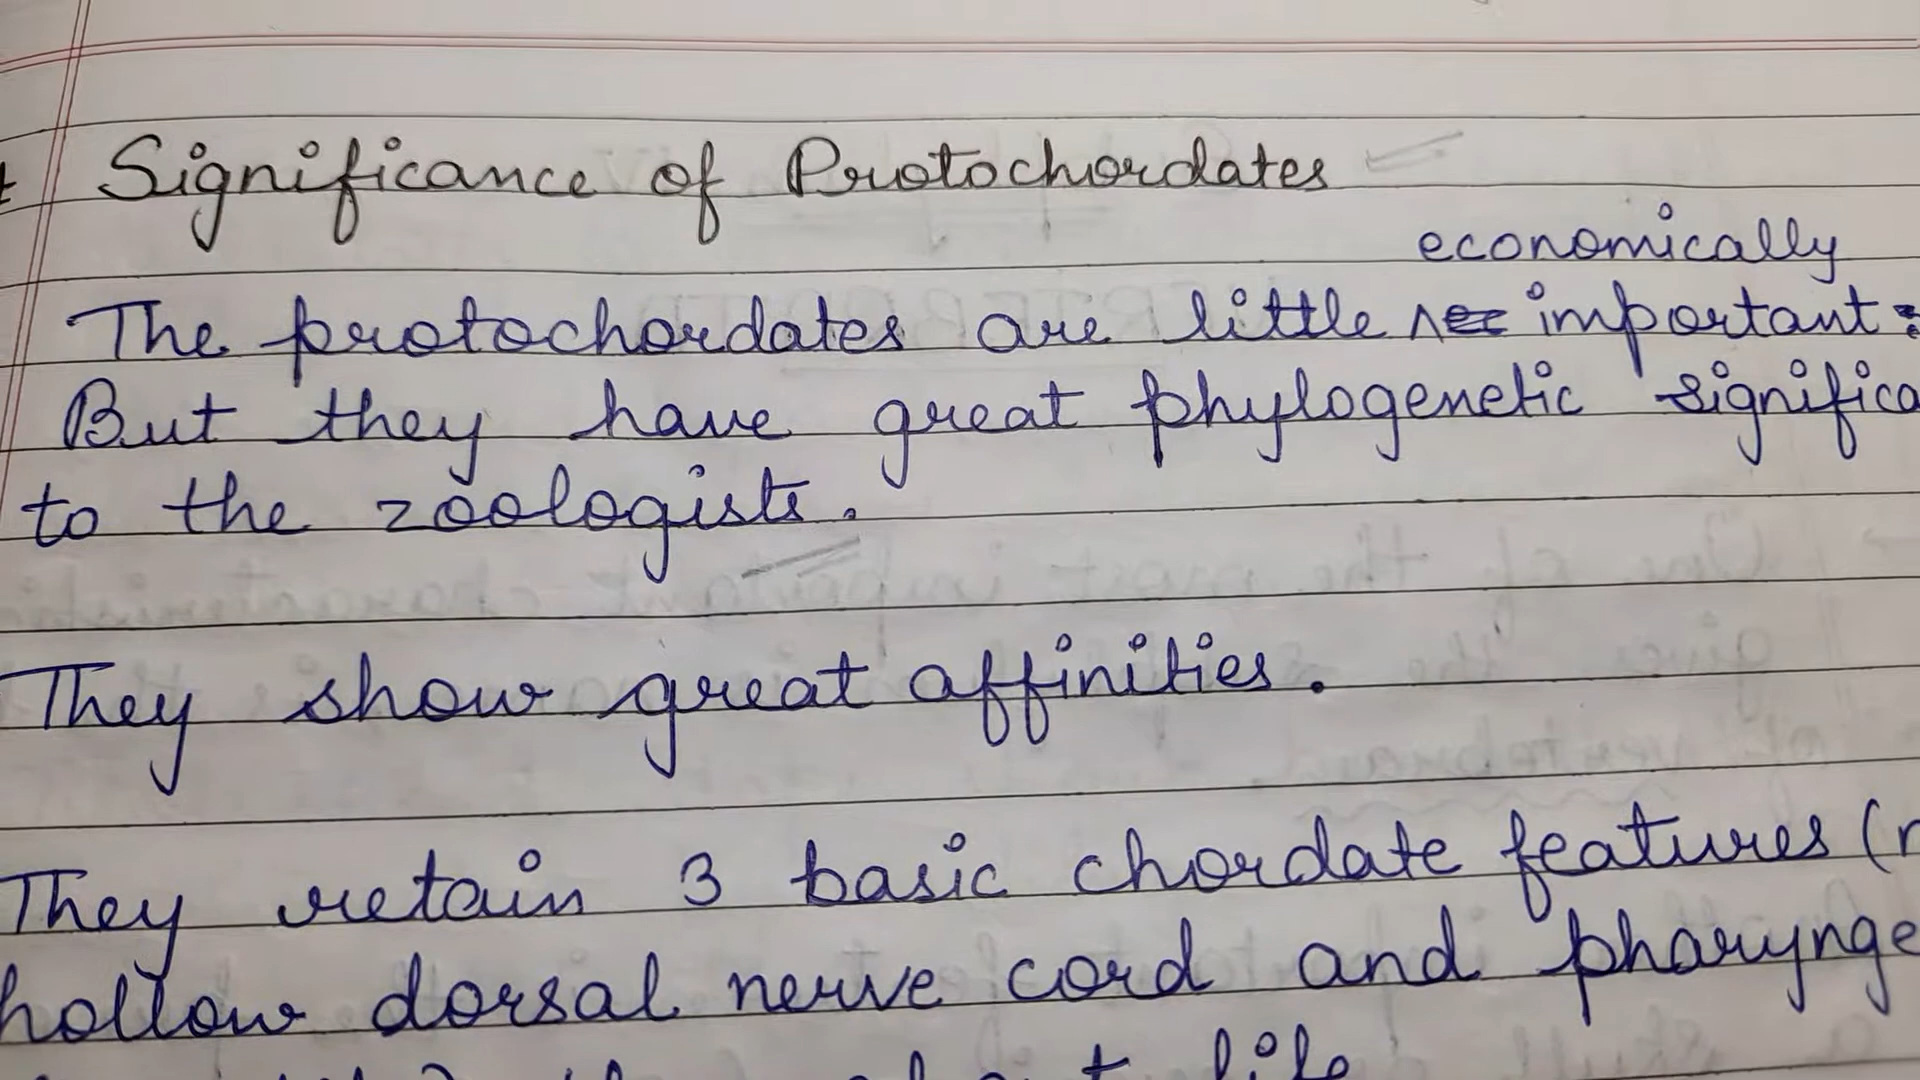 Significance of Protochordates
economically
The protochordates are little important
But they have great phylogenetic significa
to the zoologists.
They show great affinities.
They retain 3 basic chordate features (n
hollow dorsal nerve cord and pharynge
life